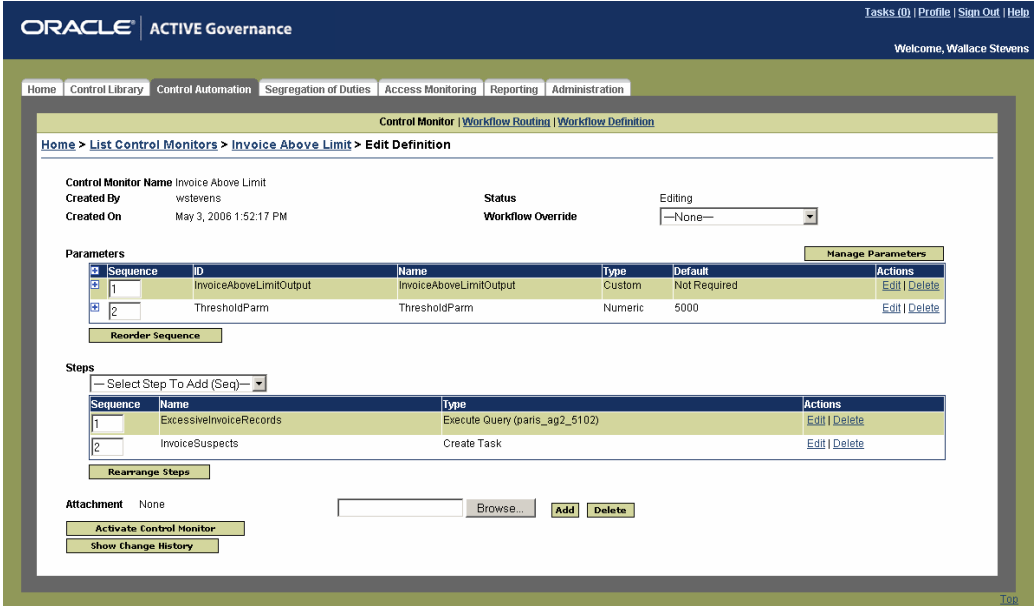 Tasks (0) | Profile | Sign Out | Help
ORACLE® | ACTIVE Governance
Welcome, Wallace Stevens
Home Control Library Control Automation Segregation of Duties Access Monitoring Reporting Administration
Control Monitor | Workflow Routing | Workflow Definition
Home > List Control Monitors > Invoice Above Limit > Edit Definition
Control Monitor Name Invoice Above Limit
Created By wstevens Status Editing
Created On May 3, 2006 1:52:17 PM Workflow Override —None—
Parameters Manage Parameters
Sequence ID Name Type Default Actions
1 InvoiceAboveLimitOutput InvoiceAboveLimitOutput Custom Not Required Edit | Delete
2 ThresholdParm ThresholdParm Numeric 5000 Edit | Delete
Reorder Sequence
Steps
— Select Step To Add (Seq)—
Sequence Name Type Actions
1 ExcessiveInvoiceRecords Execute Query (paris_ag2_5102) Edit | Delete
2 InvoiceSuspects Create Task Edit | Delete
Rearrange Steps
Attachment None Browse... Add Delete
Activate Control Monitor
Show Change History
Top